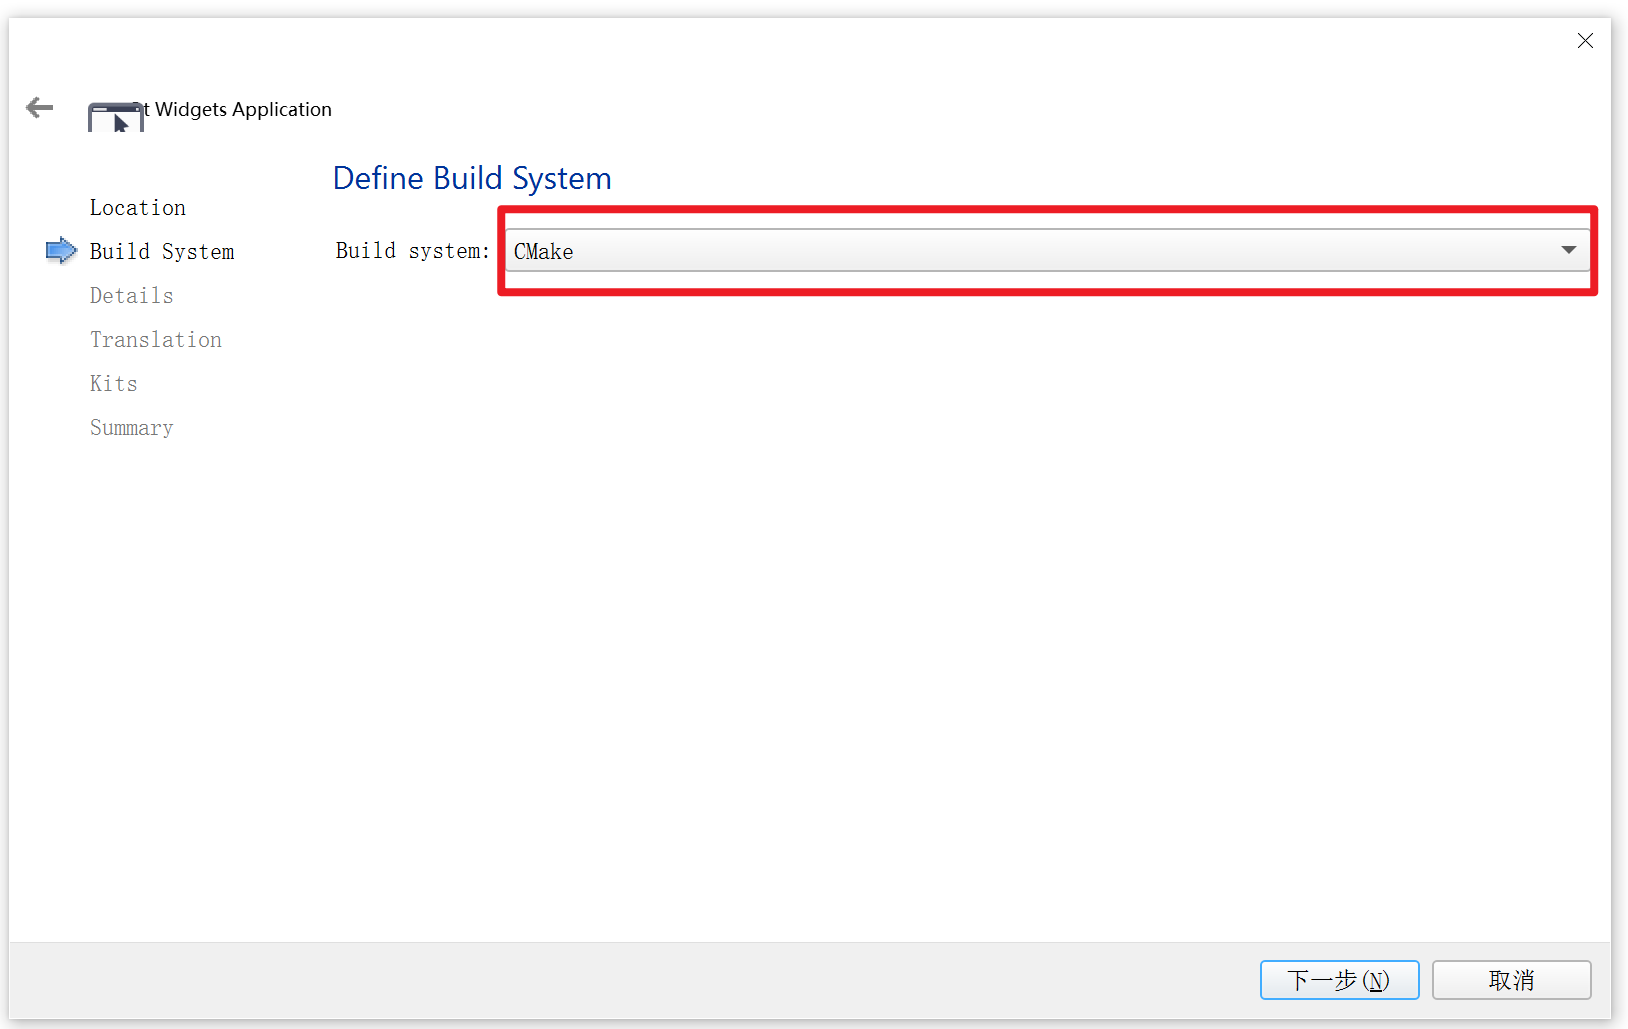 t Widgets Application
Define Build System
Location
Build System
Details
Translation
Kits
Summary
Build system:
CMake
下一步(N)
取消